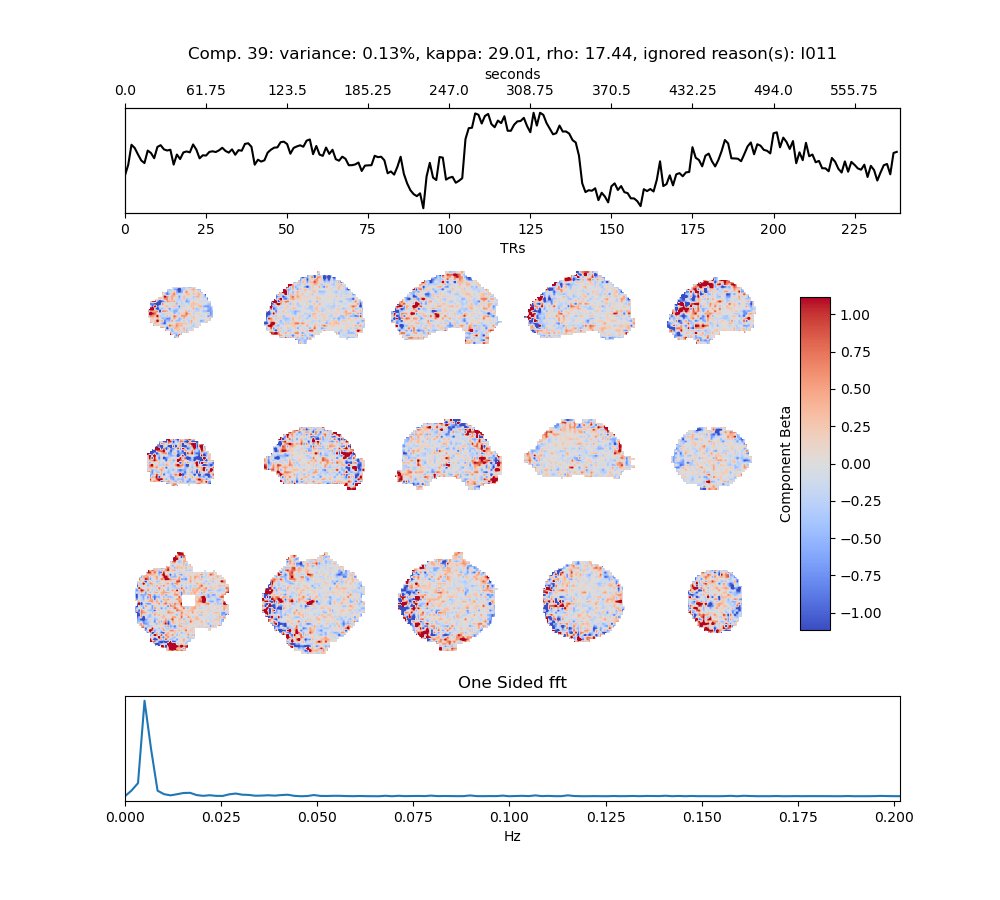 Comp. 39: variance: 0.13%, kappa: 29.01, rho: 17.44, ignored reason(s): I011
seconds
0.0 61.75 123.5 185.25 247.0 308.75 370.5 432.25 494.0 555.75
0 25 50 75 100 125 150 175 200 225
TRs
1.00
0.75
0.50
0.25
0.00
−0.25
−0.50
−0.75
−1.00
Component Beta
One Sided fft
0.000 0.025 0.050 0.075 0.100 0.125 0.150 0.175 0.200
Hz